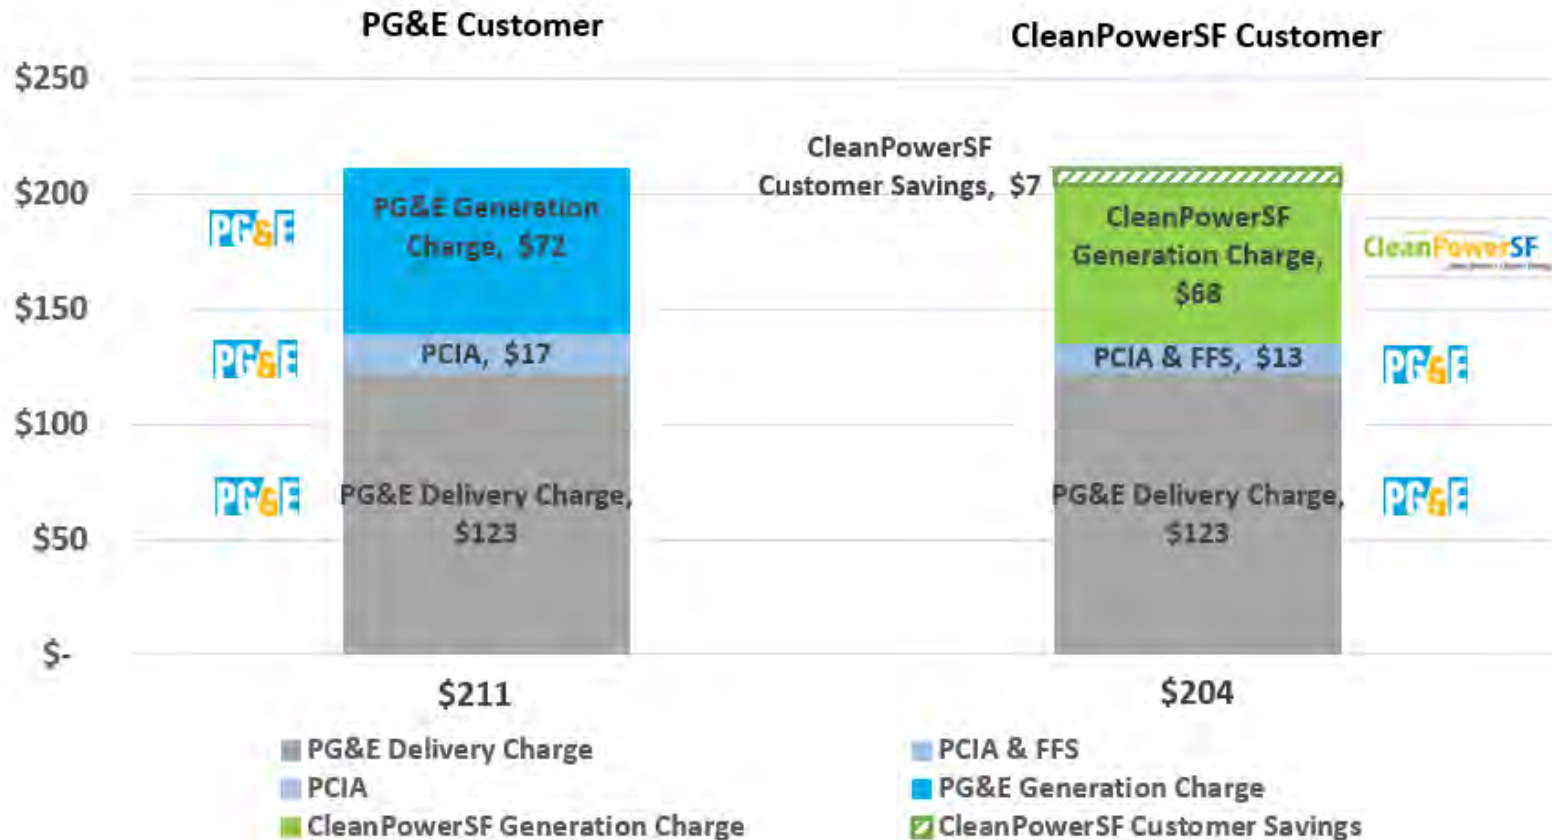 PG&E Customer
CleanPowerSF Customer
$250
$200
$150
$100
$50
$-
PG&E
PG&E Generation
Charge, $72
PG&E
PCIA, $17
PG&E
PG&E Delivery Charge,
$123
CleanPowerSF
Customer Savings, $7
CleanPowerSF
Generation Charge,
$68
CleanPowerSF
PCIA & FFS, $13
PG&E
PG&E Delivery Charge,
$123
PG&E
$211
$204
PG&E Delivery Charge
PCIA & FFS
PCIA
PG&E Generation Charge
CleanPowerSF Generation Charge
CleanPowerSF Customer Savings